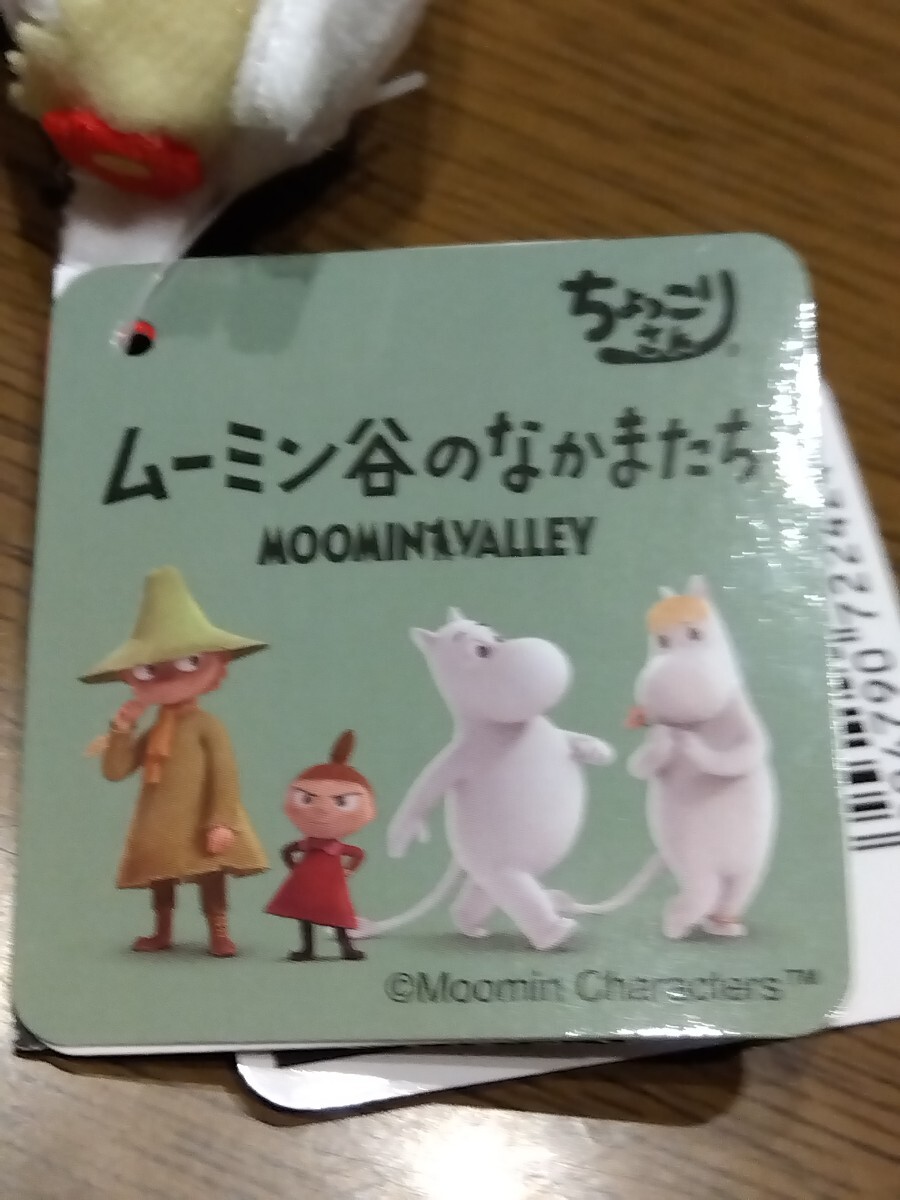 ちょっこりさん
ムーミン谷のなかまたち
MOOMINVALLEY
©Moomin Characters™